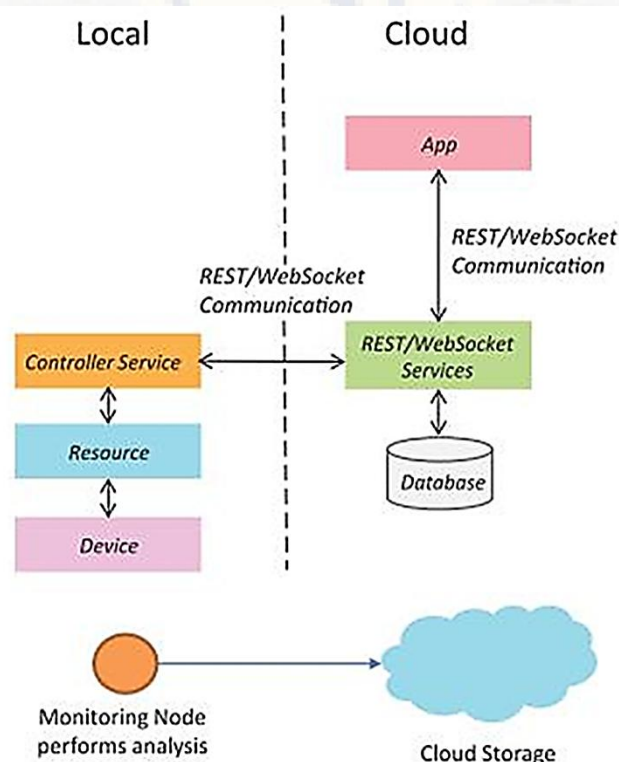 Local
Cloud
App
REST/WebSocket
Communication
REST/WebSocket
Communication
Controller Service
REST/WebSocket
Services
Resource
Database
Device
Monitoring Node
performs analysis
Cloud Storage